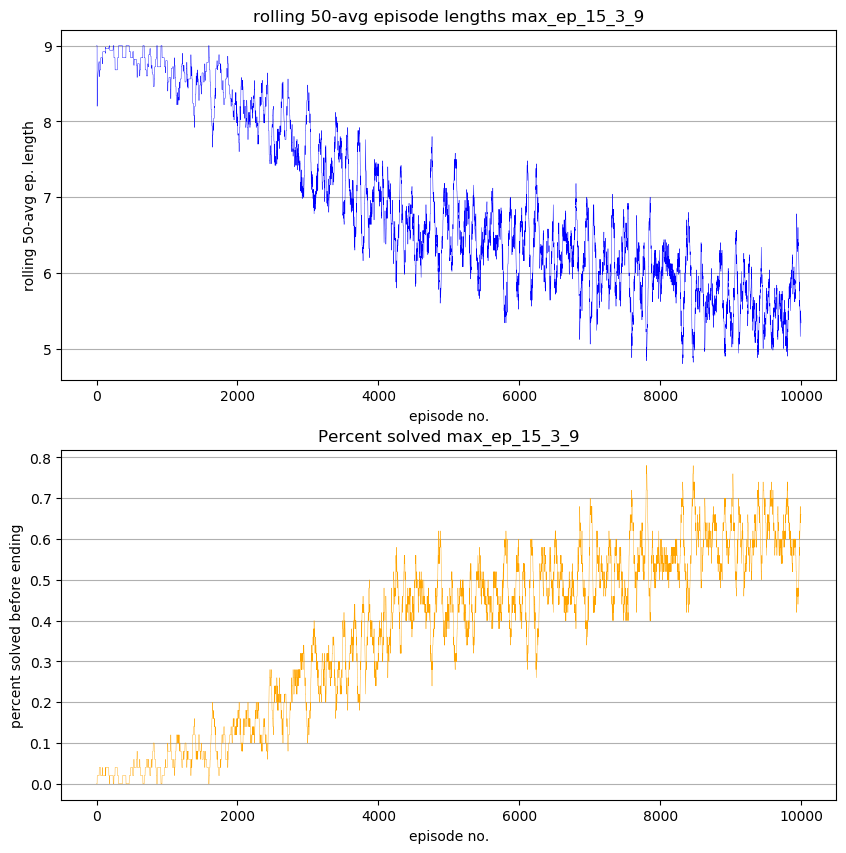 rolling 50-avg episode lengths max_ep_15_3_9
rolling 50-avg ep. length
9
8
7
6
5
0 2000 4000 6000 8000 10000
episode no.
Percent solved max_ep_15_3_9
percent solved before ending
0.8
0.7
0.6
0.5
0.4
0.3
0.2
0.1
0.0
0 2000 4000 6000 8000 10000
episode no.